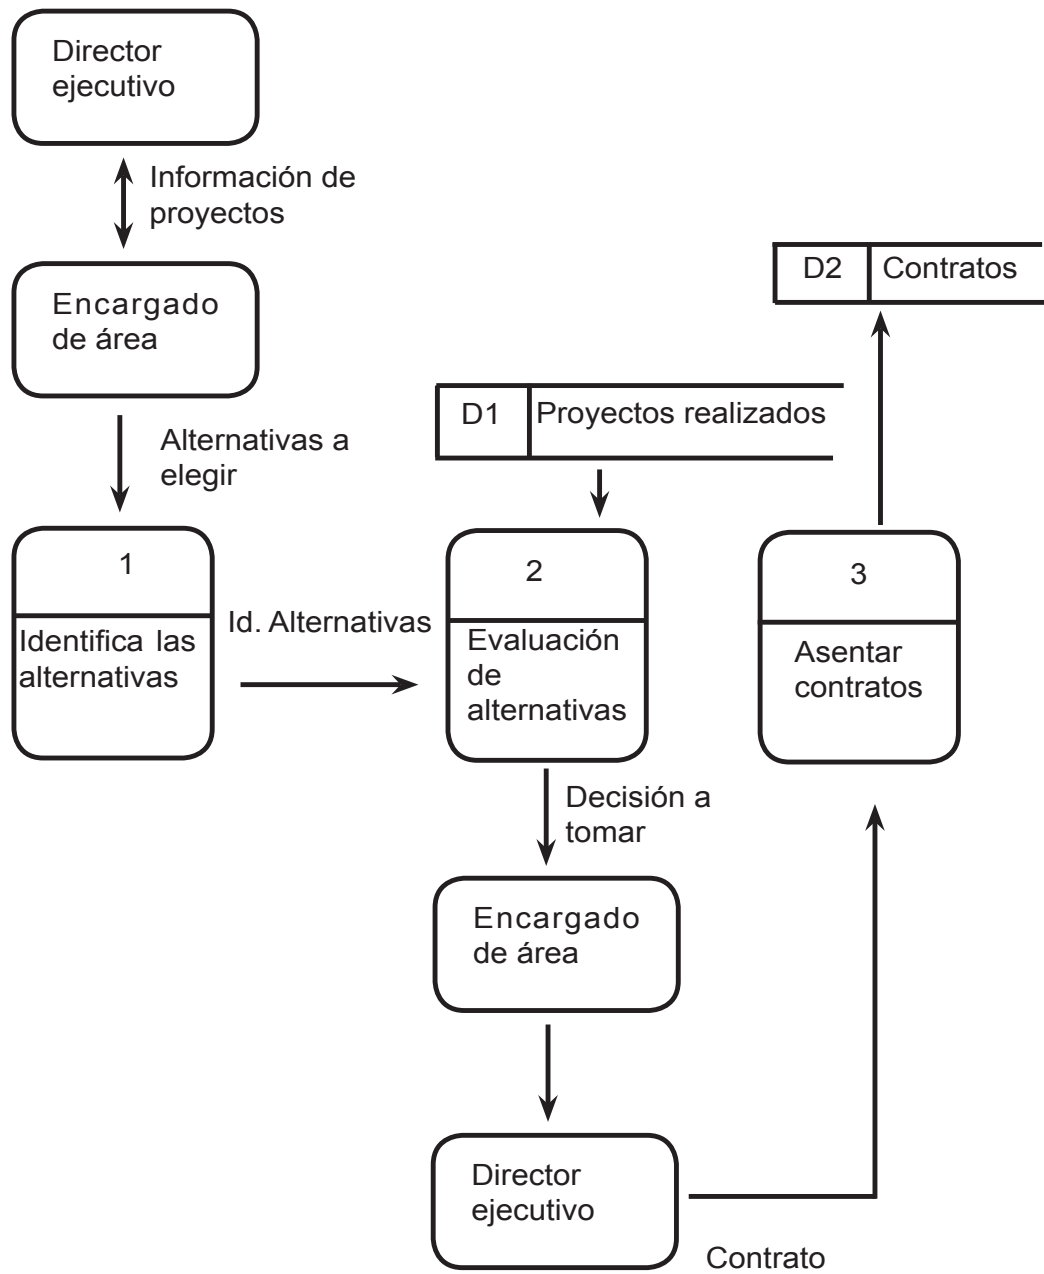 Director
ejecutivo
Información de
proyectos
Encargado
de área
D2
Contratos
D1
Proyectos realizados
Alternativas a
elegir
1
Identifica las
alternativas
Id. Alternativas
2
Evaluación
de
alternativas
3
Asentar
contratos
Decisión a
tomar
Encargado
de área
Director
ejecutivo
Contrato